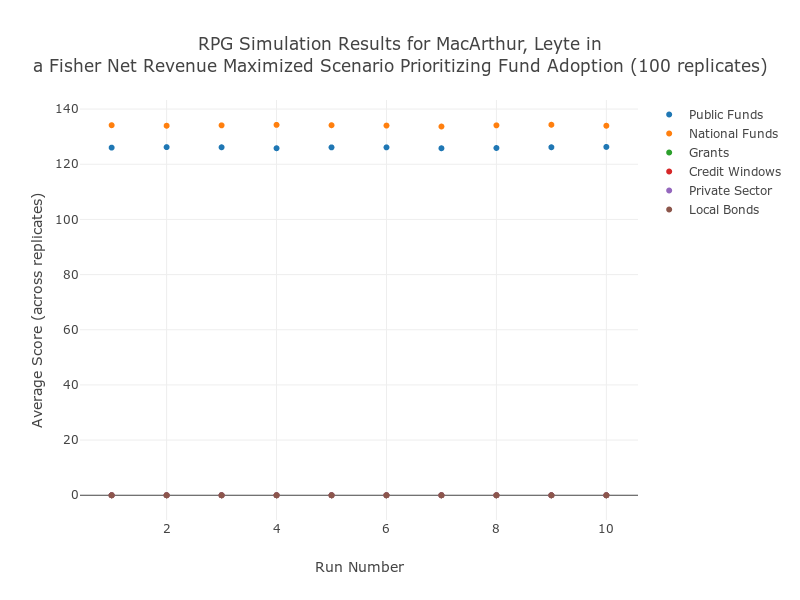 RPG Simulation Results for MacArthur, Leyte in
a Fisher Net Revenue Maximized Scenario Prioritizing Fund Adoption (100 replicates)
Public Funds
National Funds
Grants
Credit Windows
Private Sector
Local Bonds
Average Score (across replicates)
140
120
100
80
60
40
20
0
2 4 6 8 10
Run Number